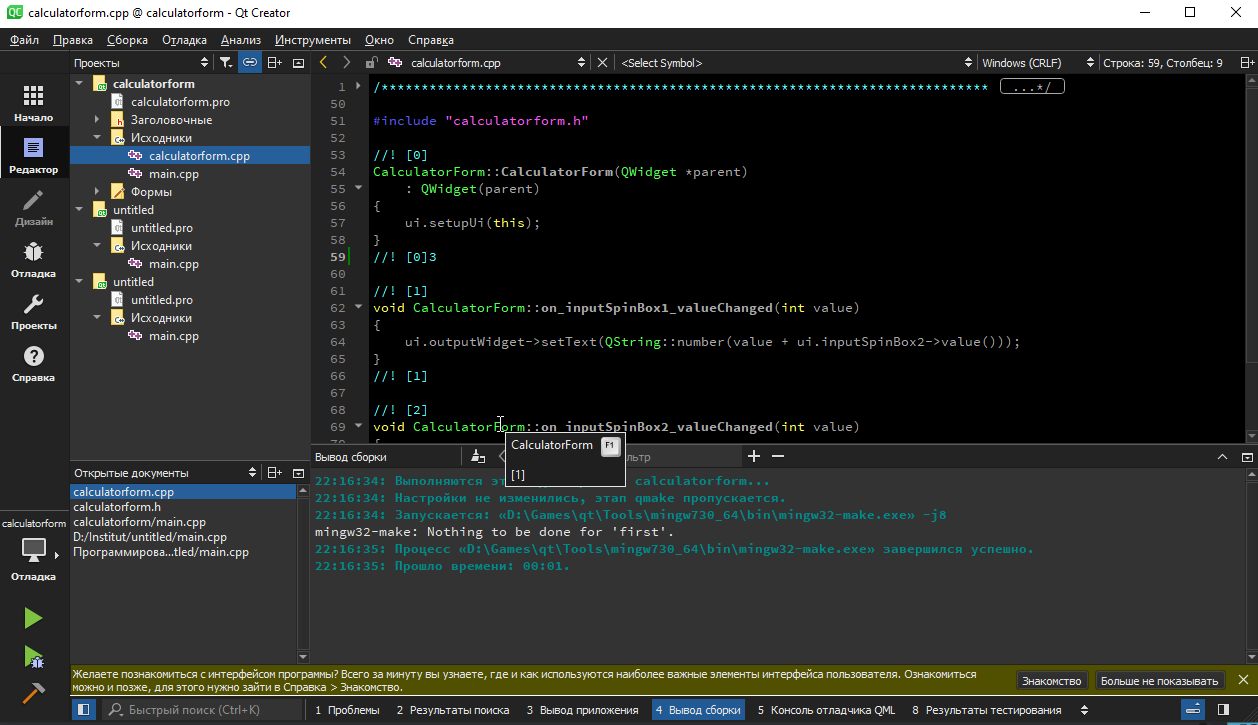 calculatorform.cpp @ calculatorform - Qt Creator
Файл Правка Сборка Отладка Анализ Инструменты Окно Справка
Проекты
calculatorform.cpp
<Select Symbol>
Windows (CRLF)
Строка: 59, Столбец: 9
Начало
Редактор
Дизайн
Отладка
Проекты
Справка
calculatorform
calculatorform.pro
Заголовочные
Исходники
calculatorform.cpp
main.cpp
Формы
untitled
untitled.pro
Исходники
main.cpp
untitled
untitled.pro
Исходники
main.cpp
1 /**************************************************************************** ...*/
50
51 #include "calculatorform.h"
52
53 //! [0]
54 CalculatorForm::CalculatorForm(QWidget *parent)
55 : QWidget(parent)
56 {
57 ui.setupUi(this);
58 }
59 //! [0]3
60
61 //! [1]
62 void CalculatorForm::on_inputSpinBox1_valueChanged(int value)
63 {
64 ui.outputWidget->setText(QString::number(value + ui.inputSpinBox2->value()));
65 }
66 //! [1]
67
68 //! [2]
69 void CalculatorForm::on_inputSpinBox2_valueChanged(int value)
70 {
CalculatorForm F1
[1]
Открытые документы
calculatorform.cpp
calculatorform.h
calculatorform/main.cpp
D:/Institut/untitled/main.cpp
Программирова...tled/main.cpp
calculatorform
Отладка
Вывод сборки
22:16:34: Выполняются calculatorform...
22:16:34: Настройки не изменились, этап qmake пропускается.
22:16:34: Запускается: «D:\Games\qt\Tools\mingw730_64\bin\mingw32-make.exe» -j8
mingw32-make: Nothing to be done for 'first'.
22:16:35: Процесс «D:\Games\qt\Tools\mingw730_64\bin\mingw32-make.exe» завершился успешно.
22:16:35: Прошло времени: 00:01.
Желаете познакомиться с интерфейсом программы? Всего за минуту вы узнаете, где и как используются наиболее важные элементы интерфейса пользователя. Ознакомиться
можно и позже, для этого нужно зайти в Справка > Знакомство.
Знакомство
Больше не показывать
Быстрый поиск (Ctrl+K)
1 Проблемы
2 Результаты поиска
3 Вывод приложения
4 Вывод сборки
5 Консоль отладчика QML
8 Результаты тестирования